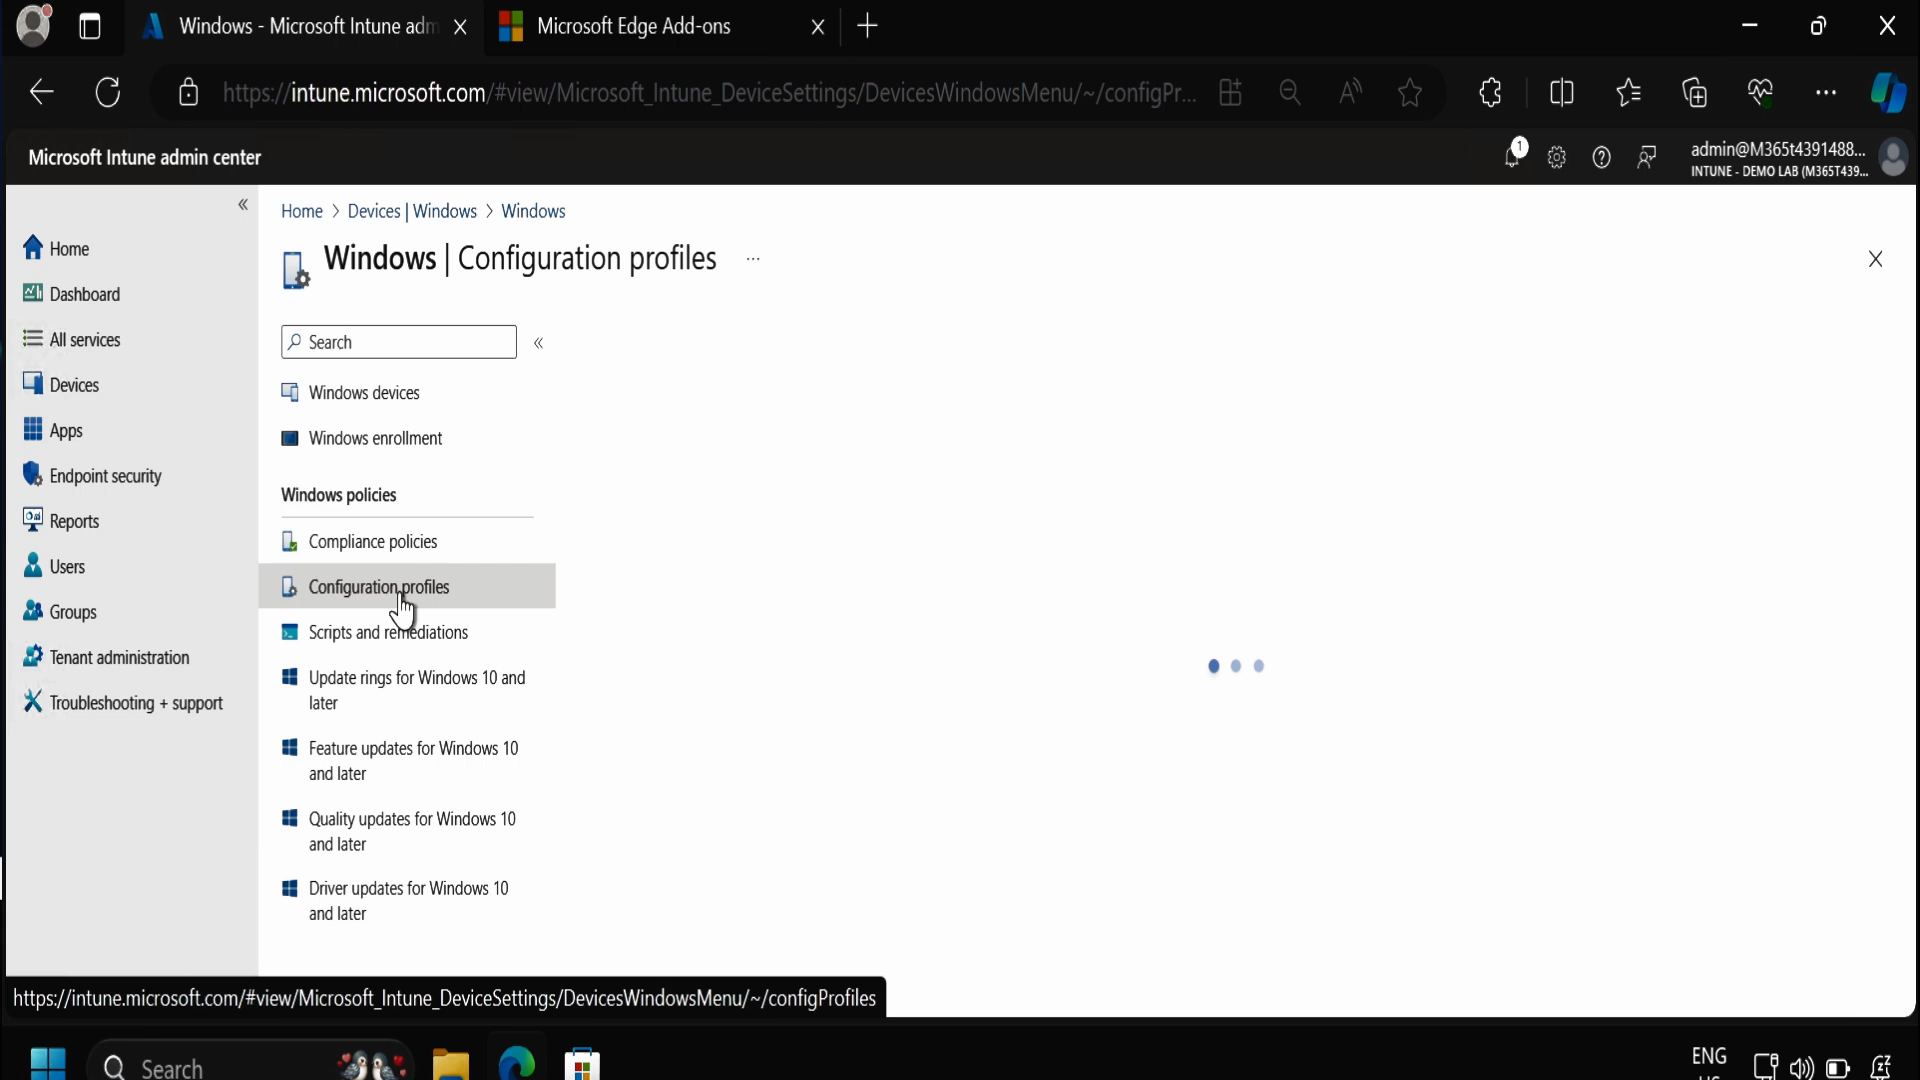 Windows - Microsoft Intune adm
Microsoft Edge Add-ons
https://intune.microsoft.com/#view/Microsoft_Intune_DeviceSettings/DevicesWindowsMenu/~/configPr...
Microsoft Intune admin center
1
admin@M365t4391488...
INTUNE - DEMO LAB (M365T439...
Home
Dashboard
All services
Devices
Apps
Endpoint security
Reports
Users
Groups
Tenant administration
Troubleshooting + support
Home > Devices | Windows > Windows
Windows | Configuration profiles ...
Search
Windows devices
Windows enrollment
Windows policies
Compliance policies
Configuration profiles
Scripts and remediations
Update rings for Windows 10 and
later
Feature updates for Windows 10
and later
Quality updates for Windows 10
and later
Driver updates for Windows 10
and later
https://intune.microsoft.com/#view/Microsoft_Intune_DeviceSettings/DevicesWindowsMenu/~/configProfiles
Search
ENG